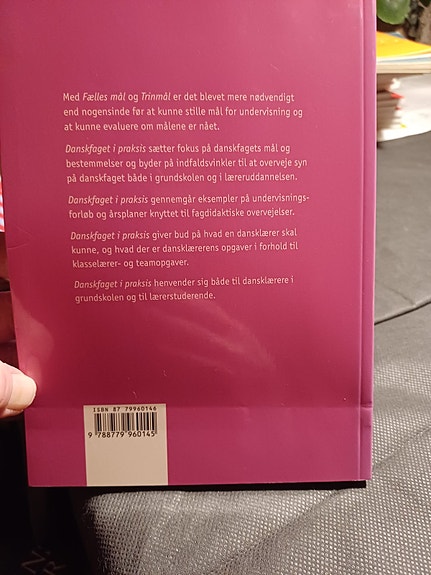 Med Fælles mål og Trinmål er det blevet mere nødvendigt
end nogensinde før at kunne stille mål for undervisning og
at kunne evaluere om målene er nået.
Danskfaget i praksis sætter fokus på danskfagets mål og
bestemmelser og byder på indfaldsvinkler til at overveje syn
på danskfaget både i grundskolen og i læreruddannelsen.
Danskfaget i praksis gennemgår eksempler på undervisnings-
forløb og årsplaner knyttet til fagdidaktiske overvejelser.
Danskfaget i praksis giver bud på hvad en dansklærer skal
kunne, og hvad der er dansklærerens opgaver i forhold til
klasselærer- og teamopgaver.
Danskfaget i praksis henvender sig både til dansklærere i
grundskolen og til lærerstuderende.
ISBN 87 79960146
9 788779 960145